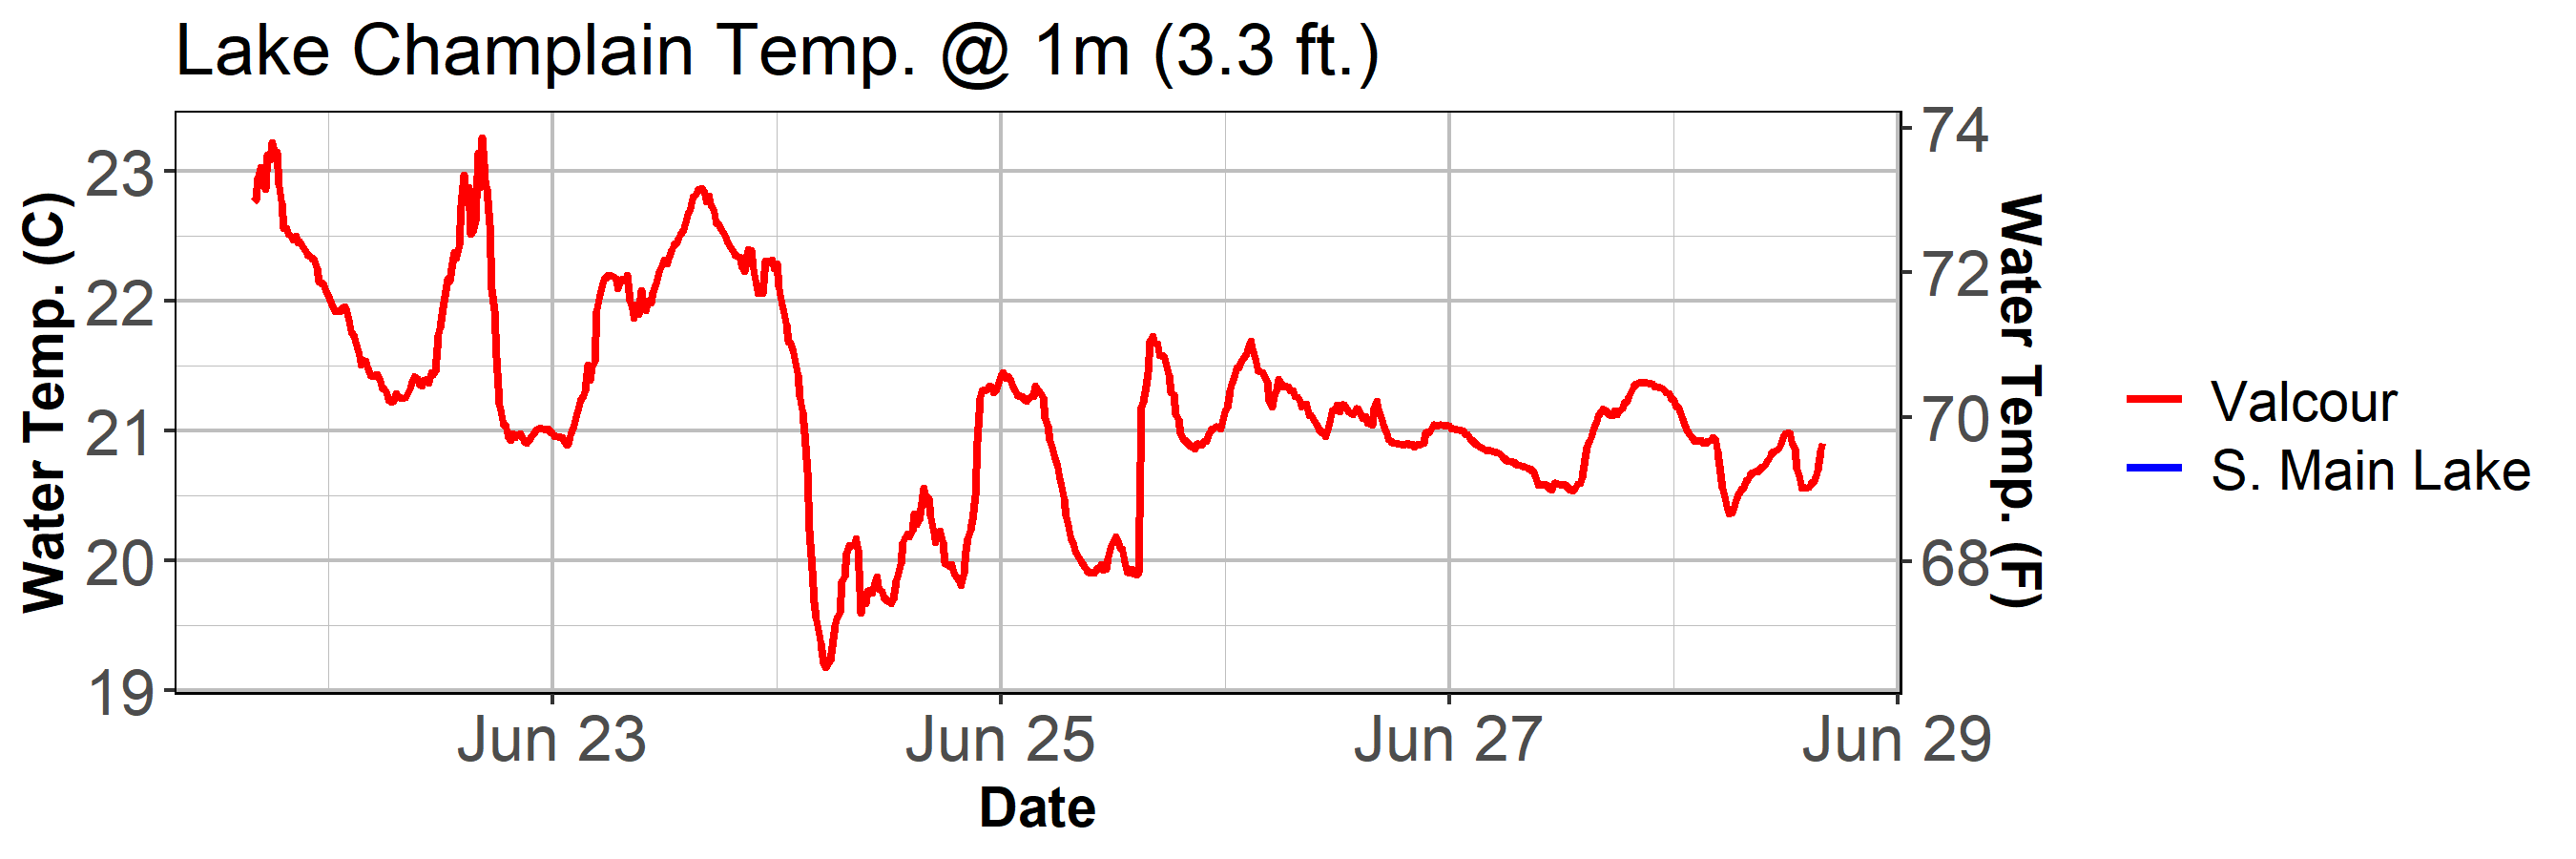 Lake Champlain Temp. @ 1m (3.3 ft.)
Water Temp. (C)
23
22
21
20
19
74
72
70
68
Water Temp. (F)
Jun 23
Jun 25
Jun 27
Jun 29
Date
Valcour
S. Main Lake